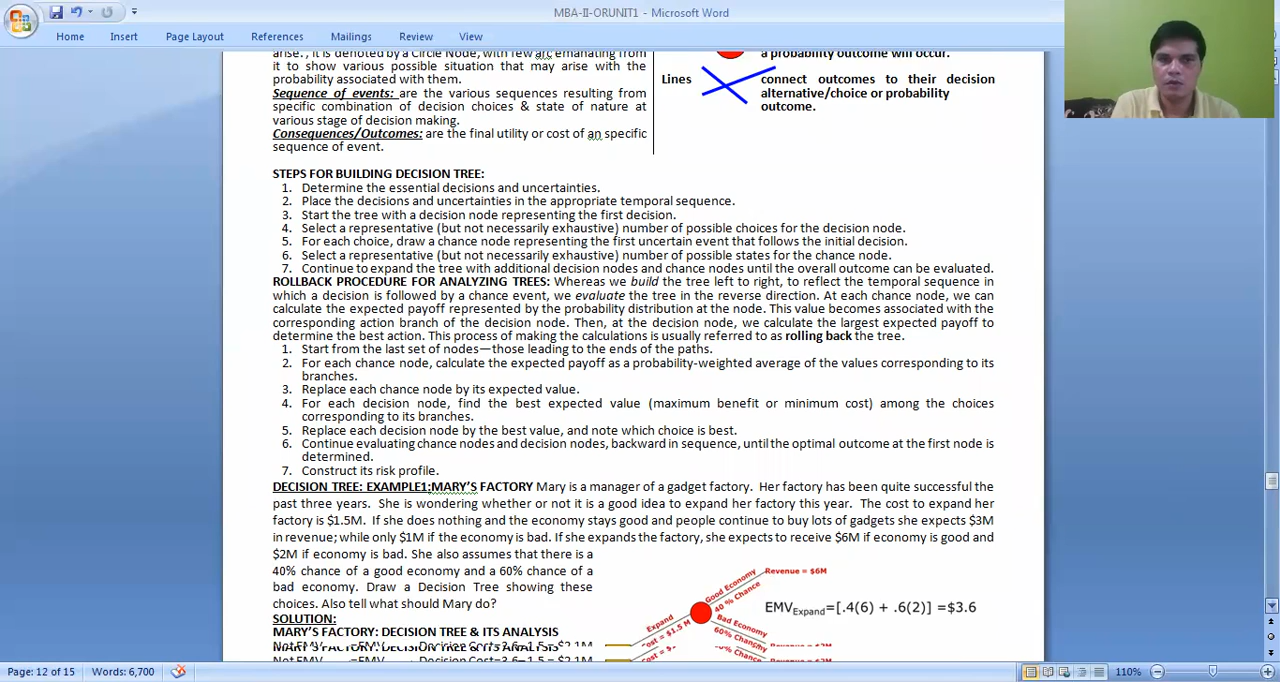 MBA-II-ORUNIT1 - Microsoft Word
Home Insert Page Layout References Mailings Review View
arise., it is denoted by a Circle Node, with few arc emanating from
it to show various possible situation that may arise with the
probability associated with them.
Sequence of events: are the various sequences resulting from
specific combination of decision choices & state of nature at
various stage of decision making.
Consequences/Outcomes: are the final utility or cost of an specific
sequence of event.
a probability outcome will occur.
Lines connect outcomes to their decision
alternative/choice or probability
outcome.
STEPS FOR BUILDING DECISION TREE:
1. Determine the essential decisions and uncertainties.
2. Place the decisions and uncertainties in the appropriate temporal sequence.
3. Start the tree with a decision node representing the first decision.
4. Select a representative (but not necessarily exhaustive) number of possible choices for the decision node.
5. For each choice, draw a chance node representing the first uncertain event that follows the initial decision.
6. Select a representative (but not necessarily exhaustive) number of possible states for the chance node.
7. Continue to expand the tree with additional decision nodes and chance nodes until the overall outcome can be evaluated.
ROLLBACK PROCEDURE FOR ANALYZING TREES: Whereas we build the tree left to right, to reflect the temporal sequence in
which a decision is followed by a chance event, we evaluate the tree in the reverse direction. At each chance node, we can
calculate the expected payoff represented by the probability distribution at the node. This value becomes associated with the
corresponding action branch of the decision node. Then, at the decision node, we calculate the largest expected payoff to
determine the best action. This process of making the calculations is usually referred to as rolling back the tree.
1. Start from the last set of nodes—those leading to the ends of the paths.
2. For each chance node, calculate the expected payoff as a probability-weighted average of the values corresponding to its
branches.
3. Replace each chance node by its expected value.
4. For each decision node, find the best expected value (maximum benefit or minimum cost) among the choices
corresponding to its branches.
5. Replace each decision node by the best value, and note which choice is best.
6. Continue evaluating chance nodes and decision nodes, backward in sequence, until the optimal outcome at the first node is
determined.
7. Construct its risk profile.
DECISION TREE: EXAMPLE1:MARY'S FACTORY Mary is a manager of a gadget factory. Her factory has been quite successful the
past three years. She is wondering whether or not it is a good idea to expand her factory this year. The cost to expand her
factory is $1.5M. If she does nothing and the economy stays good and people continue to buy lots of gadgets she expects $3M
in revenue; while only $1M if the economy is bad. If she expands the factory, she expects to receive $6M if economy is good and
$2M if economy is bad. She also assumes that there is a
40% chance of a good economy and a 60% chance of a
bad economy. Draw a Decision Tree showing these
choices. Also tell what should Mary do?
SOLUTION:
MARY'S FACTORY: DECISION TREE & ITS ANALYSIS
Revenue = $6M
Good Economy
40 % Chance
EMVExpand=[.4(6) + .6(2)] =$3.6
Expand
Cost = $1.5 M
Bad Economy
60% Chance
Page: 12 of 15 Words: 6,700 110%